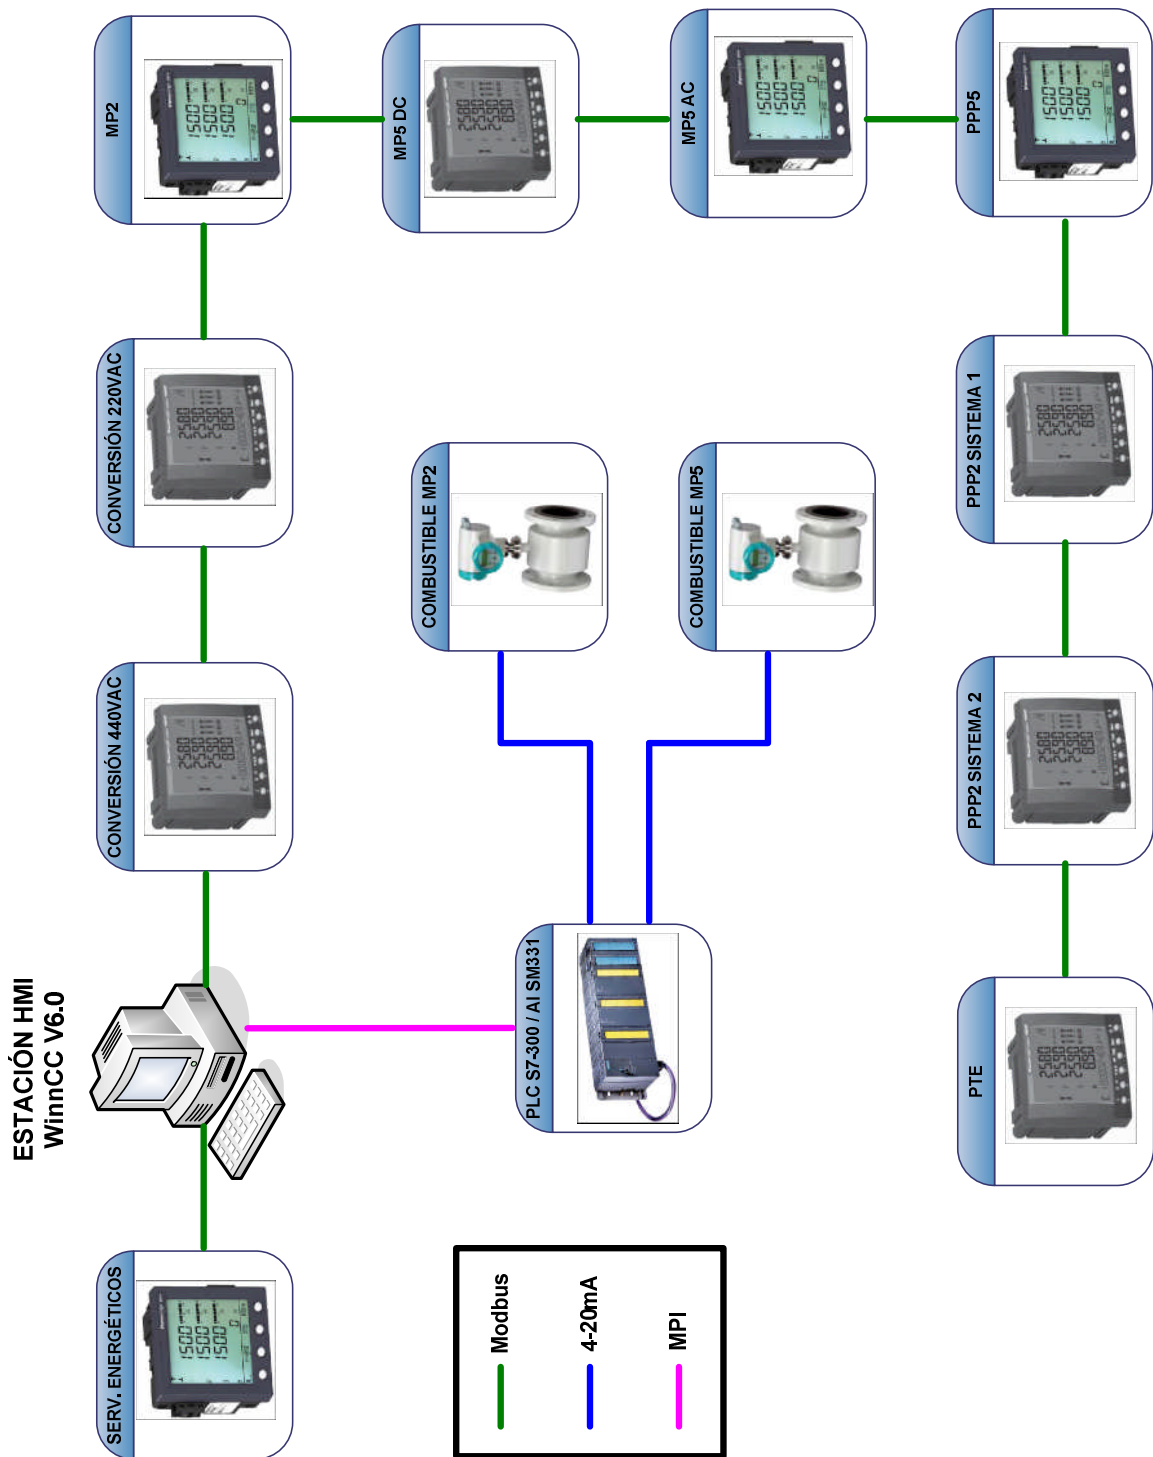 ESTACIÓN HMI
WinnCC V6.0
SERV. ENERGÉTICOS
CONVERSIÓN 440VAC
CONVERSIÓN 220VAC
MP2
MP5 DC
MP5 AC
PPP5
PPP2 SISTEMA 1
PPP2 SISTEMA 2
PTE
PLC S7-300 / AI SM331
COMBUSTIBLE MP2
COMBUSTIBLE MP5
Modbus
4-20mA
MPI